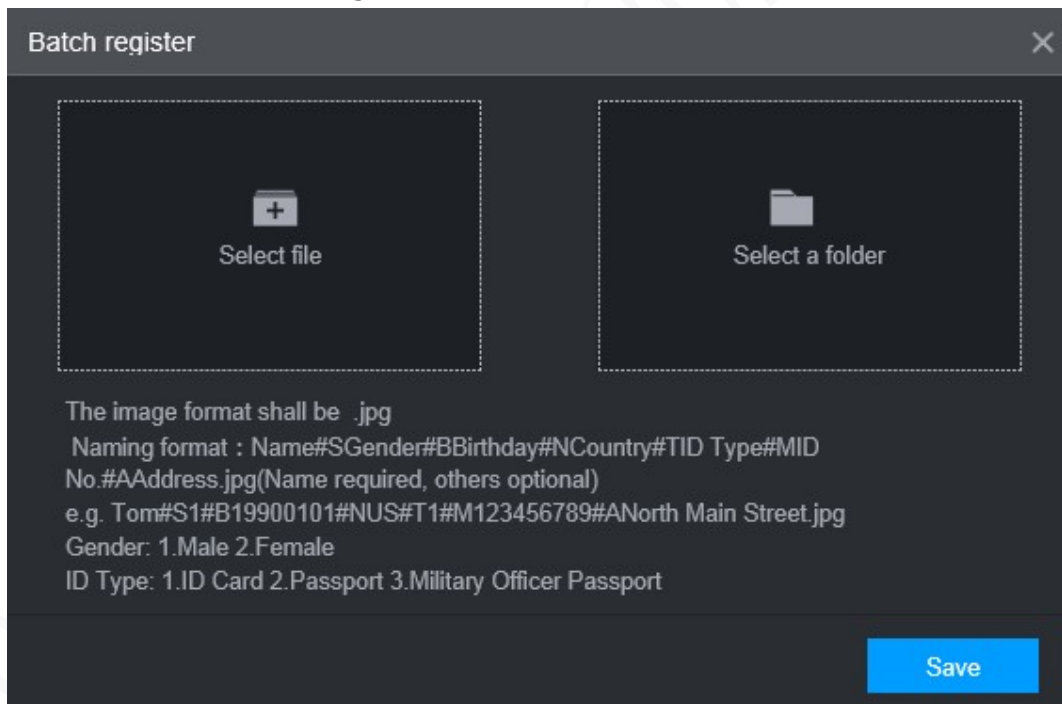 Batch register
Select file
Select a folder
The image format shall be .jpg
Naming format : Name#SGender#BBirthday#NCountry#TID Type#MID
No.#AAddress.jpg(Name required, others optional)
e.g. Tom#S1#B19900101#NUS#T1#M123456789#ANorth Main Street.jpg
Gender: 1.Male 2.Female
ID Type: 1.ID Card 2.Passport 3.Military Officer Passport
Save